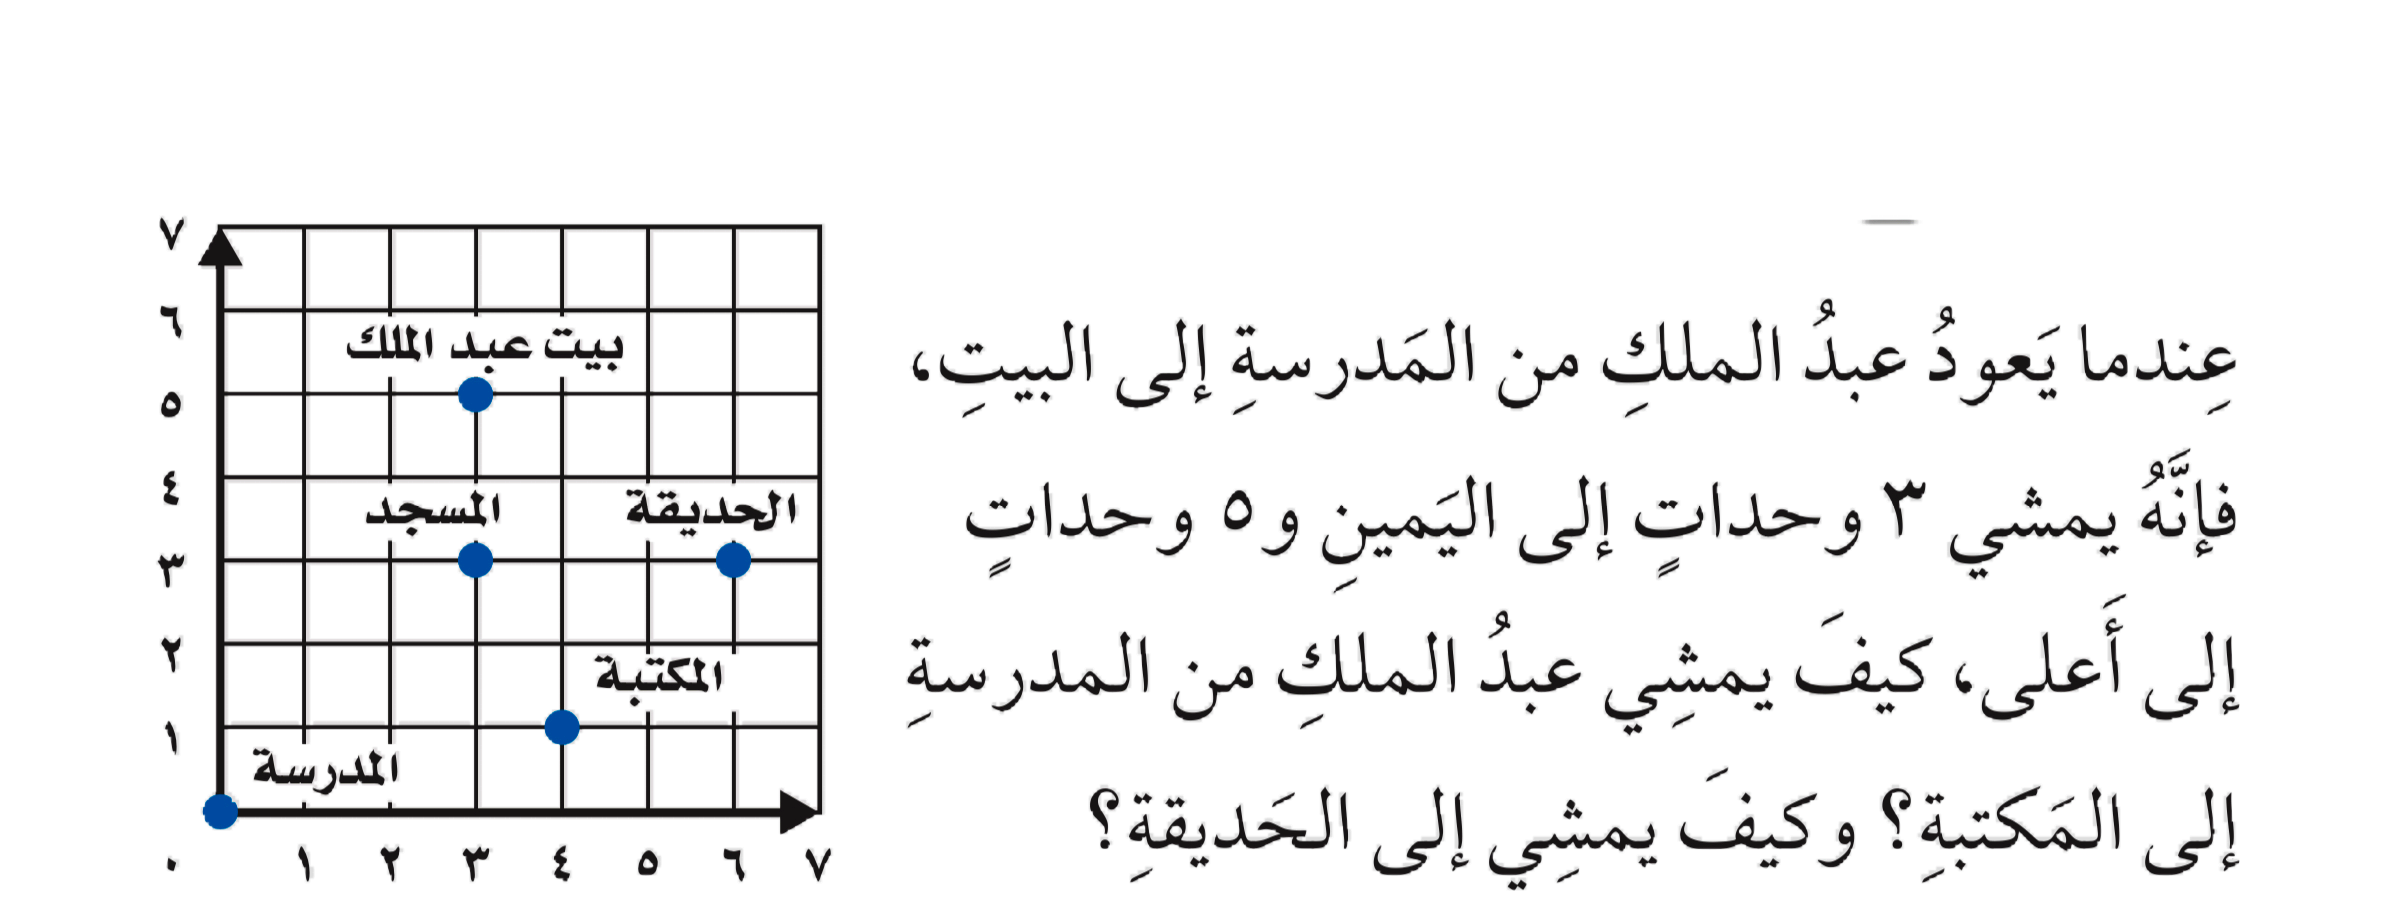 عِندما يَعودُ عبدُ الملكِ من المَدرسةِ إلى البيتِ،
فإنَّهُ يمشي ٣ وحداتٍ إلى اليَمينِ و٥ وحداتٍ
إلى أَعلى، كيفَ يمشِي عبدُ الملكِ من المدرسةِ
إلى المَكتبةِ؟ وكيفَ يمشِي إلى الحَديقةِ؟
٧
٦
بيت عبد الملك
٥
٤
المسجد
الحديقة
٣
٢
المكتبة
١
المدرسة
٠ ١ ٢ ٣ ٤ ٥ ٦ ٧